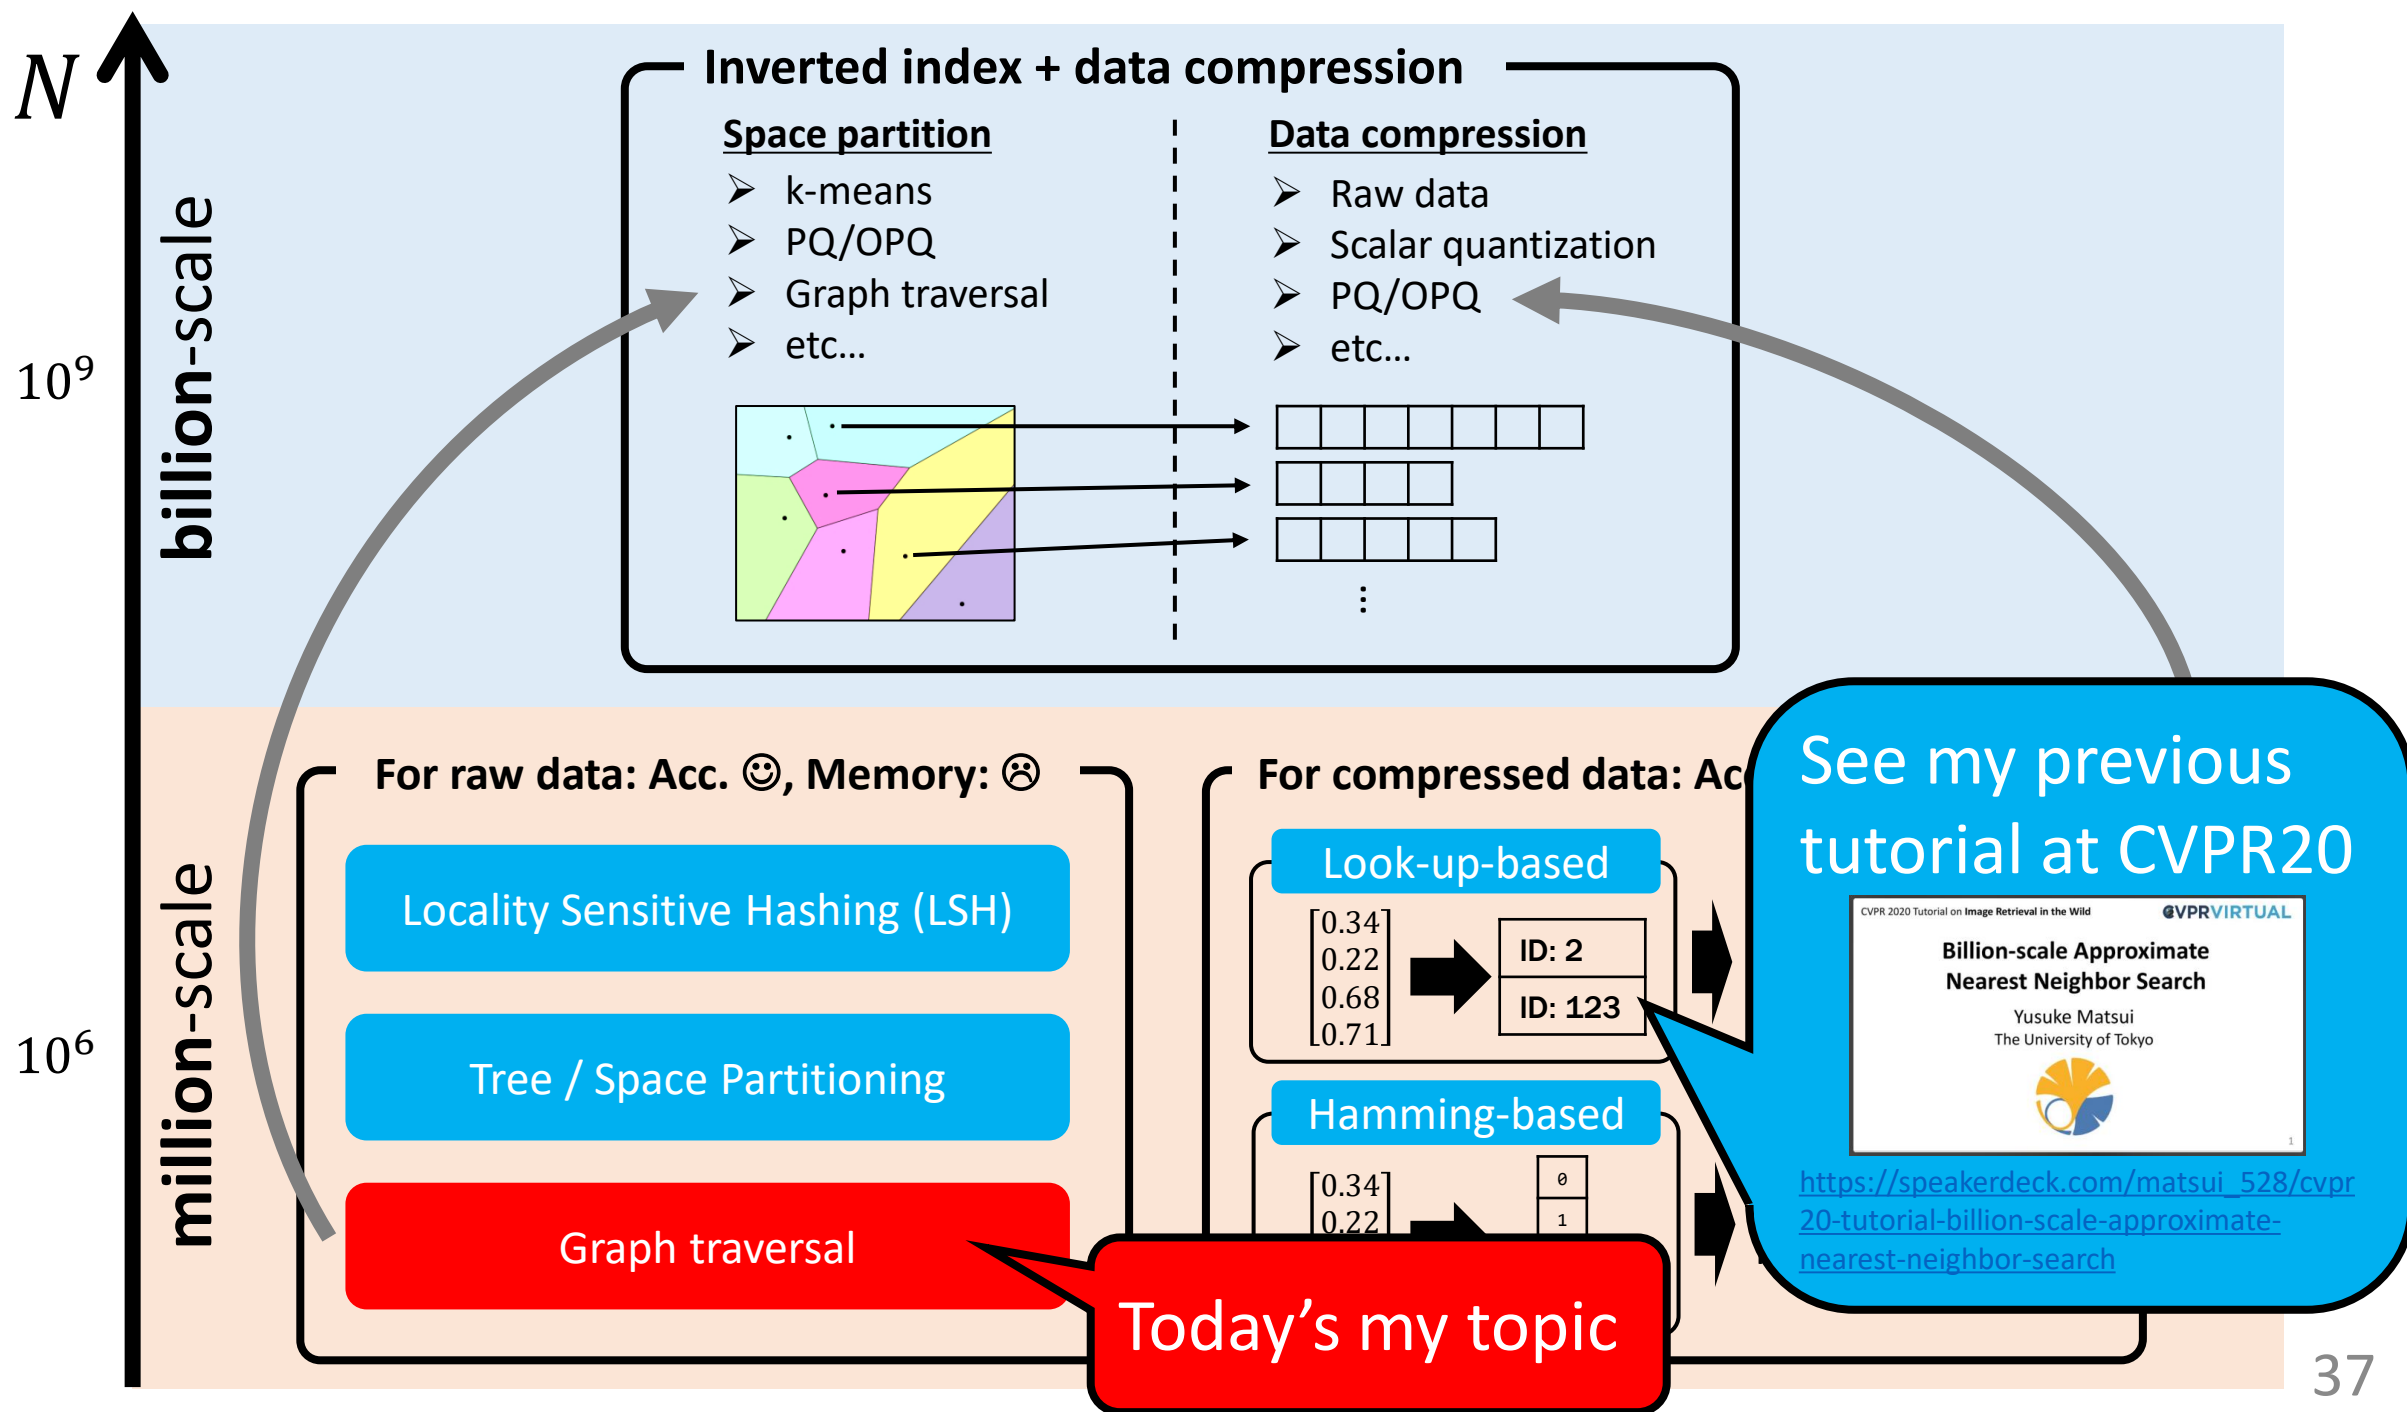 N
billion-scale
10⁹
Inverted index + data compression
Space partition
➢ k-means
➢ PQ/OPQ
➢ Graph traversal
➢ etc…
Data compression
➢ Raw data
➢ Scalar quantization
➢ PQ/OPQ
➢ etc…
⋮
million-scale
10⁶
For raw data: Acc. ☺, Memory: ☹
Locality Sensitive Hashing (LSH)
Tree / Space Partitioning
Graph traversal
For compressed data:
Look-up-based
0.34
0.22
0.68
0.71
ID: 2
ID: 123
Hamming-based
0.34
0.22
0
1
Today’s my topic
See my previous
tutorial at CVPR20
CVPR 2020 Tutorial on Image Retrieval in the Wild
CVPRVIRTUAL
Billion-scale Approximate
Nearest Neighbor Search
Yusuke Matsui
The University of Tokyo
1
https://speakerdeck.com/matsui_528/cvpr
20-tutorial-billion-scale-approximate-
nearest-neighbor-search
37